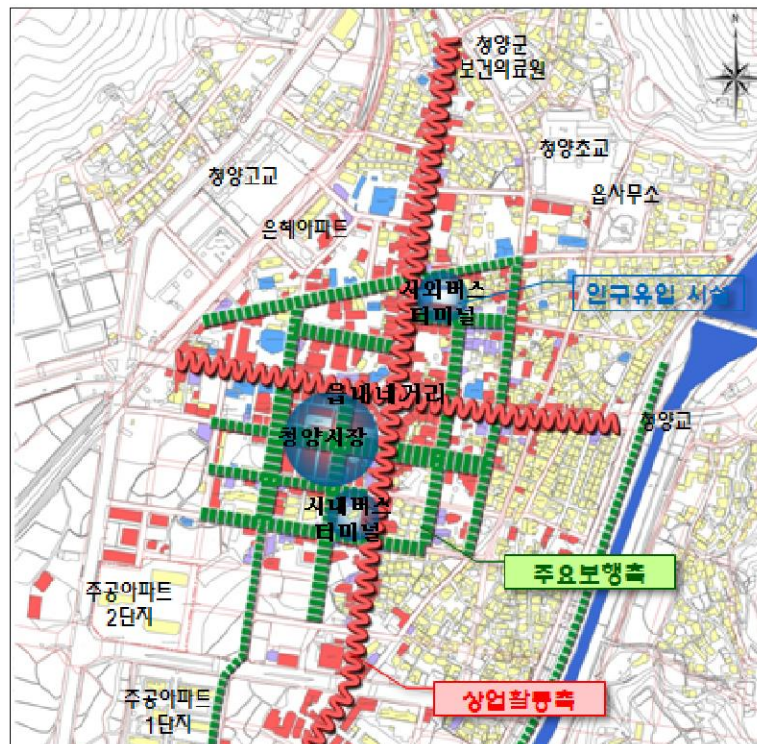 청양군
보건의료원
N
청양초교
청양고교
읍사무소
은혜아파트
시외버스
터미널
인구유입 시설
읍내네거리
청양교
청양시장
시내버스
터미널
주요보행축
주공아파트
2단지
상업활동축
주공아파트
1단지